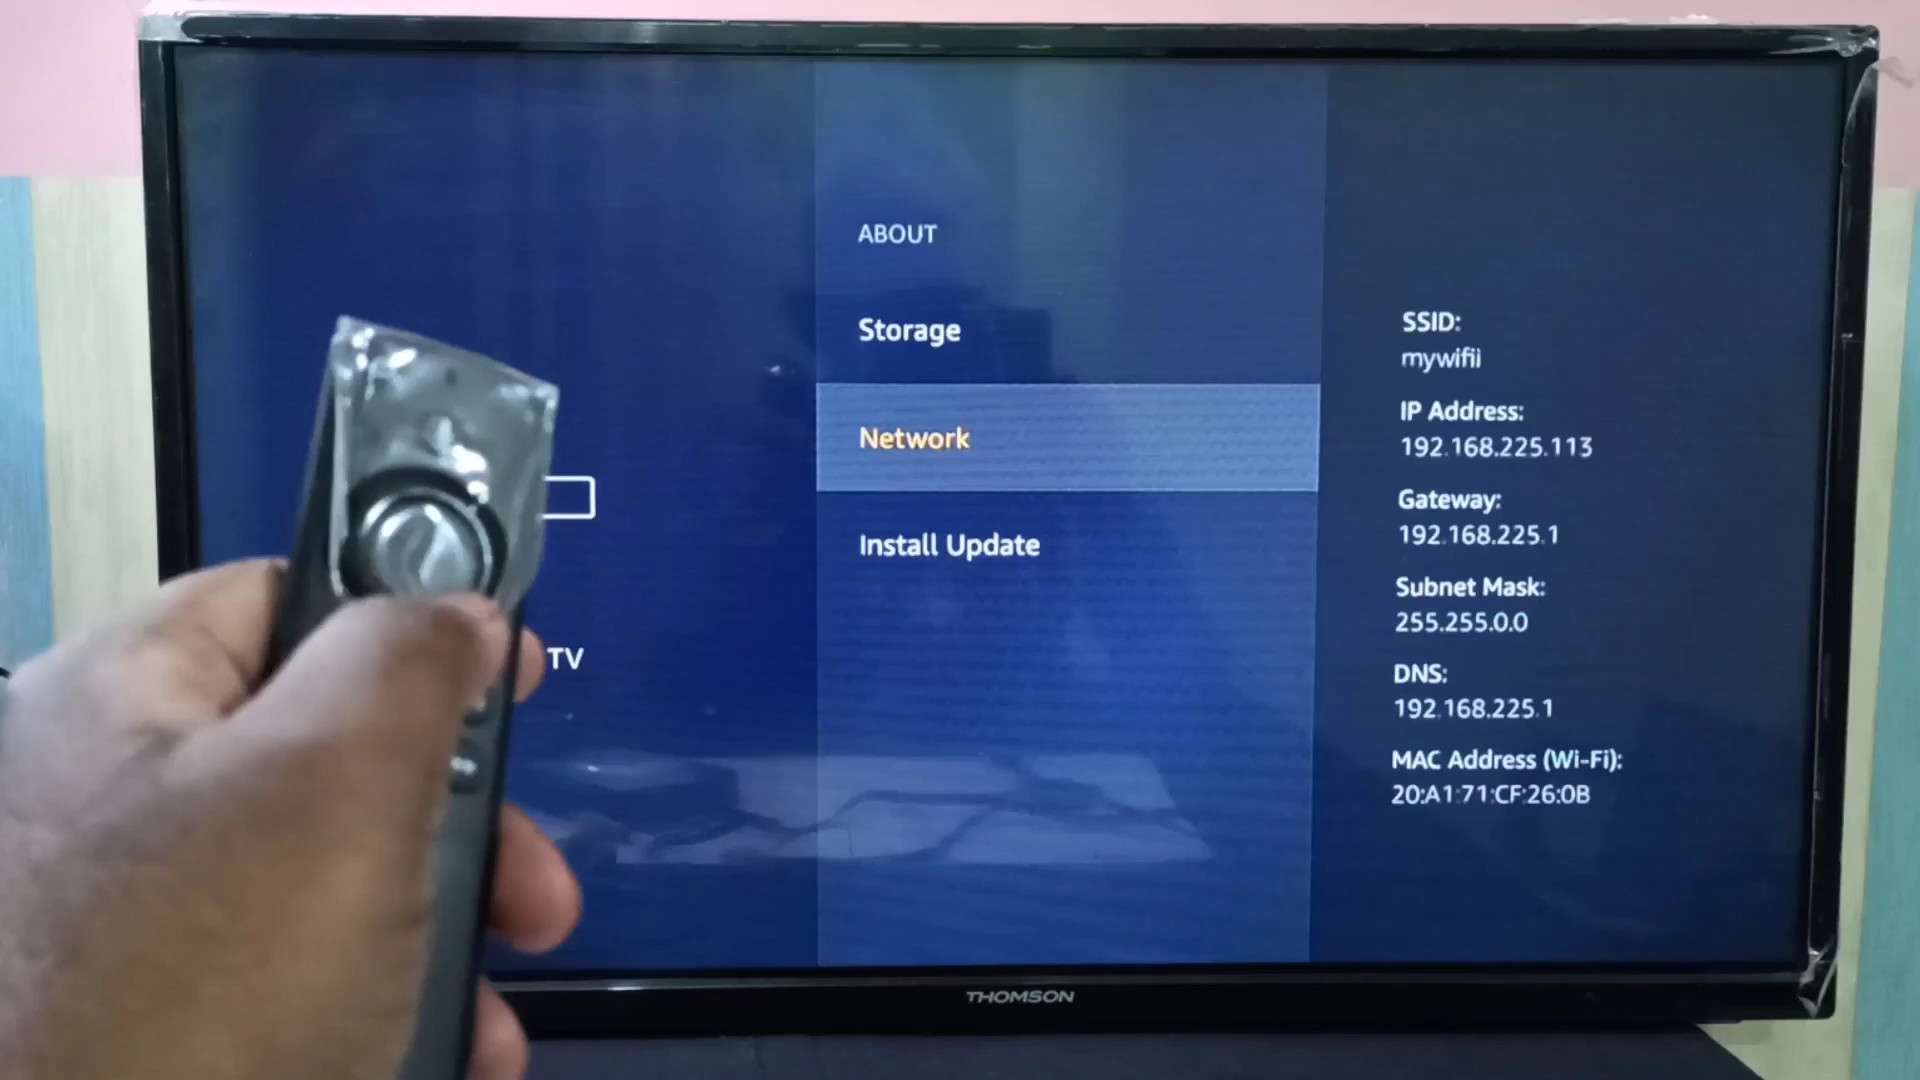 ABOUT
Storage
Network
Install Update
TV
SSID:
mywifii
IP Address:
192.168.225.113
Gateway:
192.168.225.1
Subnet Mask:
255.255.0.0
DNS:
192.168.225.1
MAC Address (Wi-Fi):
20:A1:71:CF:26:0B
THOMSON